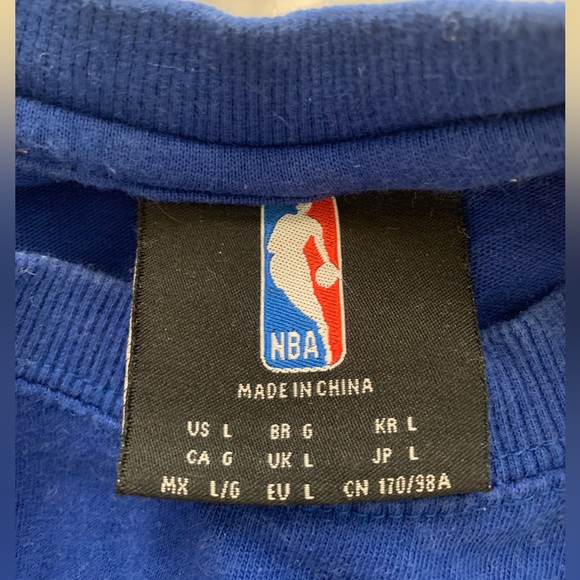 NBA
MADE IN CHINA
US L BR G KR L
CA G UK L JP L
MX L/G EU L CN 170/98A